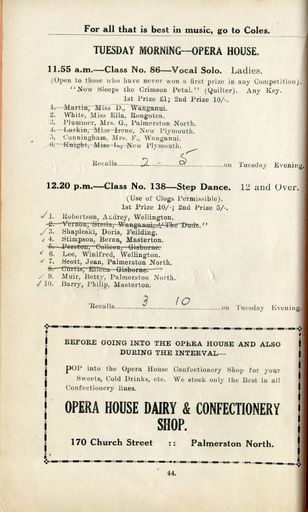 For all that is best in music, go to Coles.
TUESDAY MORNING—OPERA HOUSE.
11.55 a.m.—Class No. 86—Vocal Solo. Ladies.
(Open to those who have never won a first prize in any Competition).
"Now Sleeps the Crimson Petal." (Quilter). Any Key.
1st Prize £1; 2nd Prize 10/-.
1. Martin, Miss D., Wanganui.
2. White, Miss Ella, Rongotea.
3. Plummer, Mrs. G., Palmerston North.
4. Larkin, Miss Irene, New Plymouth.
5. Cunningham, Mrs. F., Wanganui.
6. Knight, Miss L., New Plymouth.
Recalls 2 - 5 on Tuesday Evening.
12.20 p.m.—Class No. 138—Step Dance. 12 and Over.
(Use of Clogs Permissible).
1st Prize 10/-; 2nd Prize 5/-.
1. Robertson, Audrey, Wellington.
2. Vernon, Stella, Wanganui, "The Dude."
3. Shapleski, Doris, Feilding.
4. Stimpson, Berna, Masterton.
5. Dorston, Colleen, Gisborne
6. Lee, Winifred, Wellington.
7. Scott, Jean, Palmerston North.
8. Curtis, Eileen Gisborne.
9. Muir, Betty, Palmerston North.
10. Barry, Philip, Masterton.
Recalls 3 10 on Tuesday Evening.
BEFORE GOING INTO THE OPERA HOUSE AND ALSO
DURING THE INTERVAL—
POP into the Opera House Confectionery Shop for your
Sweets, Cold Drinks, etc. We stock only the Best in all
Confectionery lines.
OPERA HOUSE DAIRY & CONFECTIONERY
SHOP.
170 Church Street :: Palmerston North.
44.